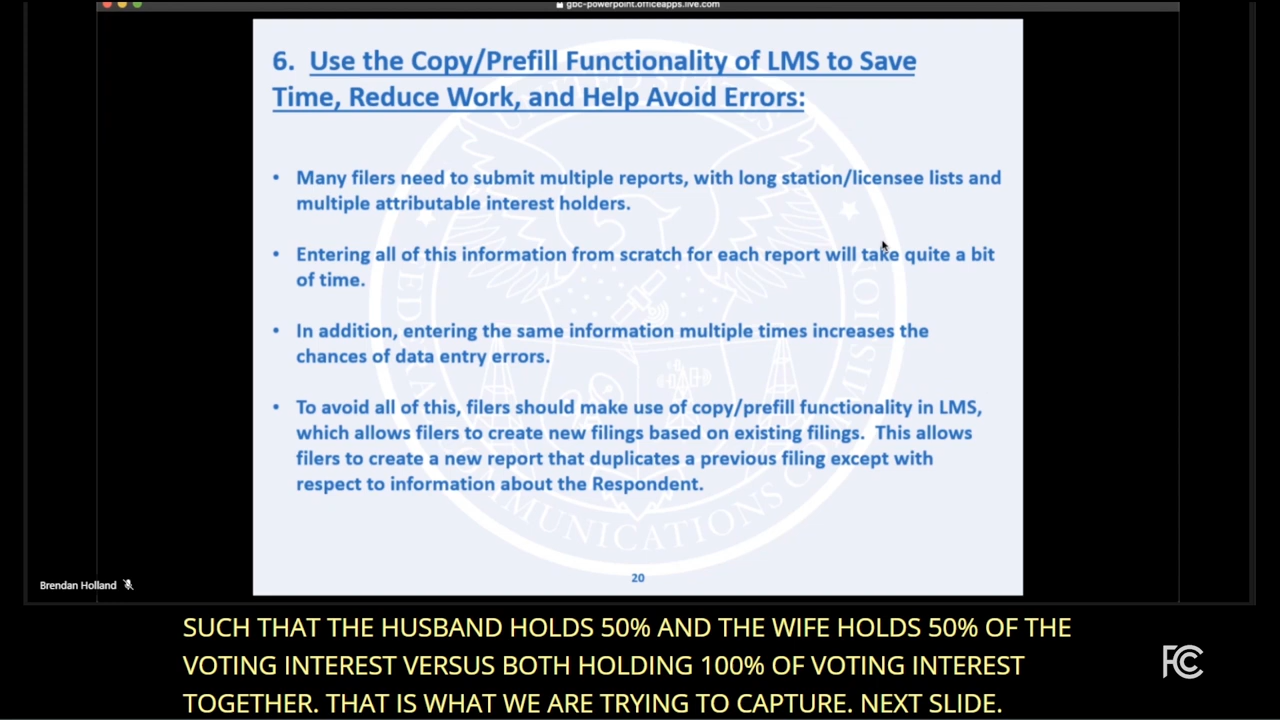 gbc-powerpoint.officeapps.live.com
6. Use the Copy/Prefill Functionality of LMS to Save
Time, Reduce Work, and Help Avoid Errors:
• Many filers need to submit multiple reports, with long station/licensee lists and
multiple attributable interest holders.
• Entering all of this information from scratch for each report will take quite a bit
of time.
• In addition, entering the same information multiple times increases the
chances of data entry errors.
• To avoid all of this, filers should make use of copy/prefill functionality in LMS,
which allows filers to create new filings based on existing filings.  This allows
filers to create a new report that duplicates a previous filing except with
respect to information about the Respondent.
20
Brendan Holland
SUCH THAT THE HUSBAND HOLDS 50% AND THE WIFE HOLDS 50% OF THE
VOTING INTEREST VERSUS BOTH HOLDING 100% OF VOTING INTEREST
TOGETHER. THAT IS WHAT WE ARE TRYING TO CAPTURE. NEXT SLIDE.
FCC